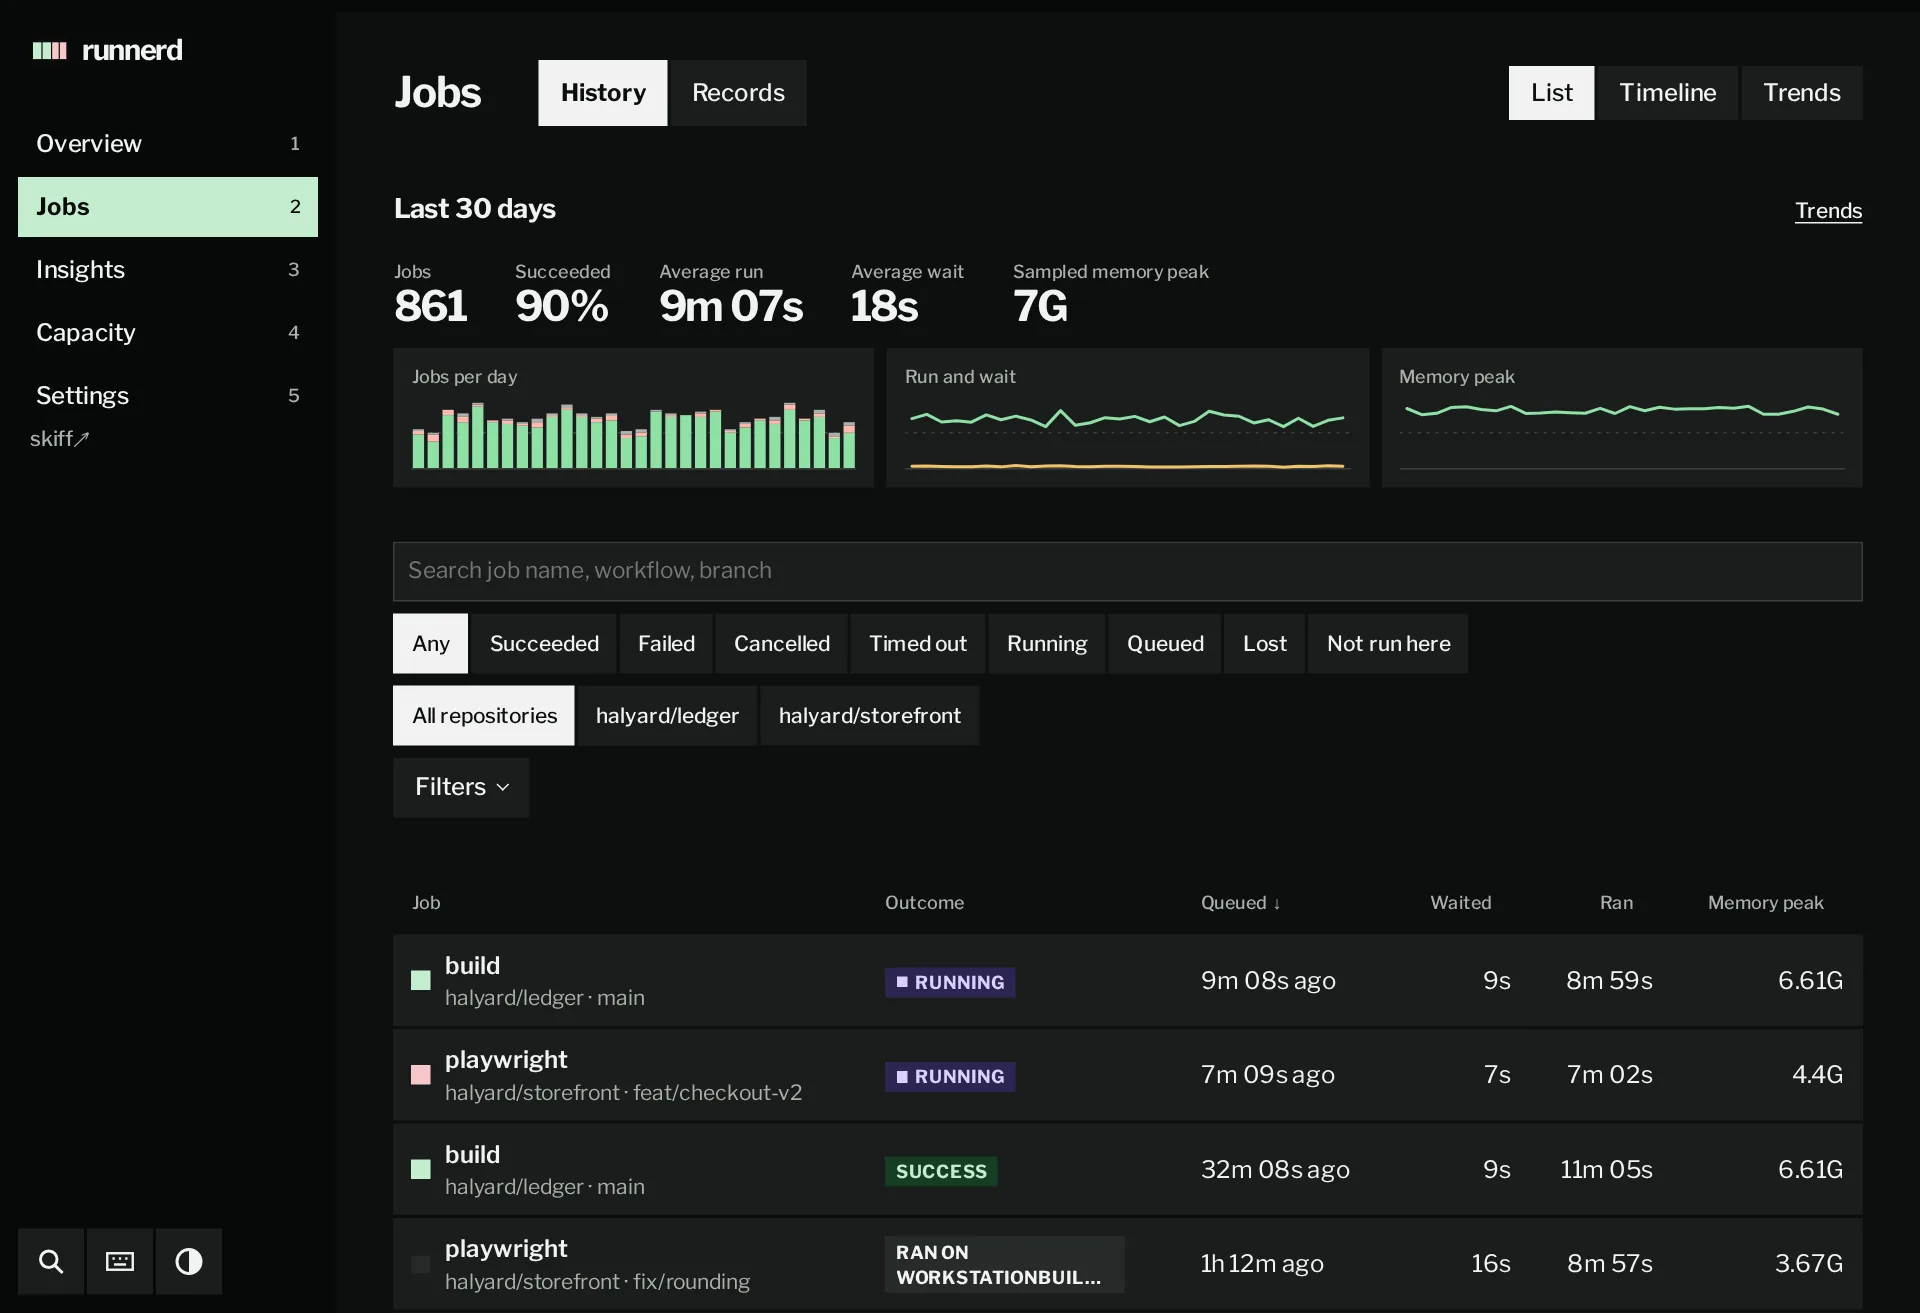 runnerd
Overview 1
Jobs 2
Insights 3
Capacity 4
Settings 5
skiff↗
Jobs History Records List Timeline Trends
Last 30 days Trends
Jobs Succeeded Average run Average wait Sampled memory peak
861 90% 9m 07s 18s 7G
Jobs per day Run and wait Memory peak
Search job name, workflow, branch
Any Succeeded Failed Cancelled Timed out Running Queued Lost Not run here
All repositories halyard/ledger halyard/storefront
Filters
Job Outcome Queued ↓ Waited Ran Memory peak
build
halyard/ledger · main
RUNNING 9m 08s ago 9s 8m 59s 6.61G
playwright
halyard/storefront · feat/checkout-v2
RUNNING 7m 09s ago 7s 7m 02s 4.4G
build
halyard/ledger · main
SUCCESS 32m 08s ago 9s 11m 05s 6.61G
playwright
halyard/storefront · fix/rounding
RAN ON
WORKSTATIONBUIL...
1h 12m ago 16s 8m 57s 3.67G